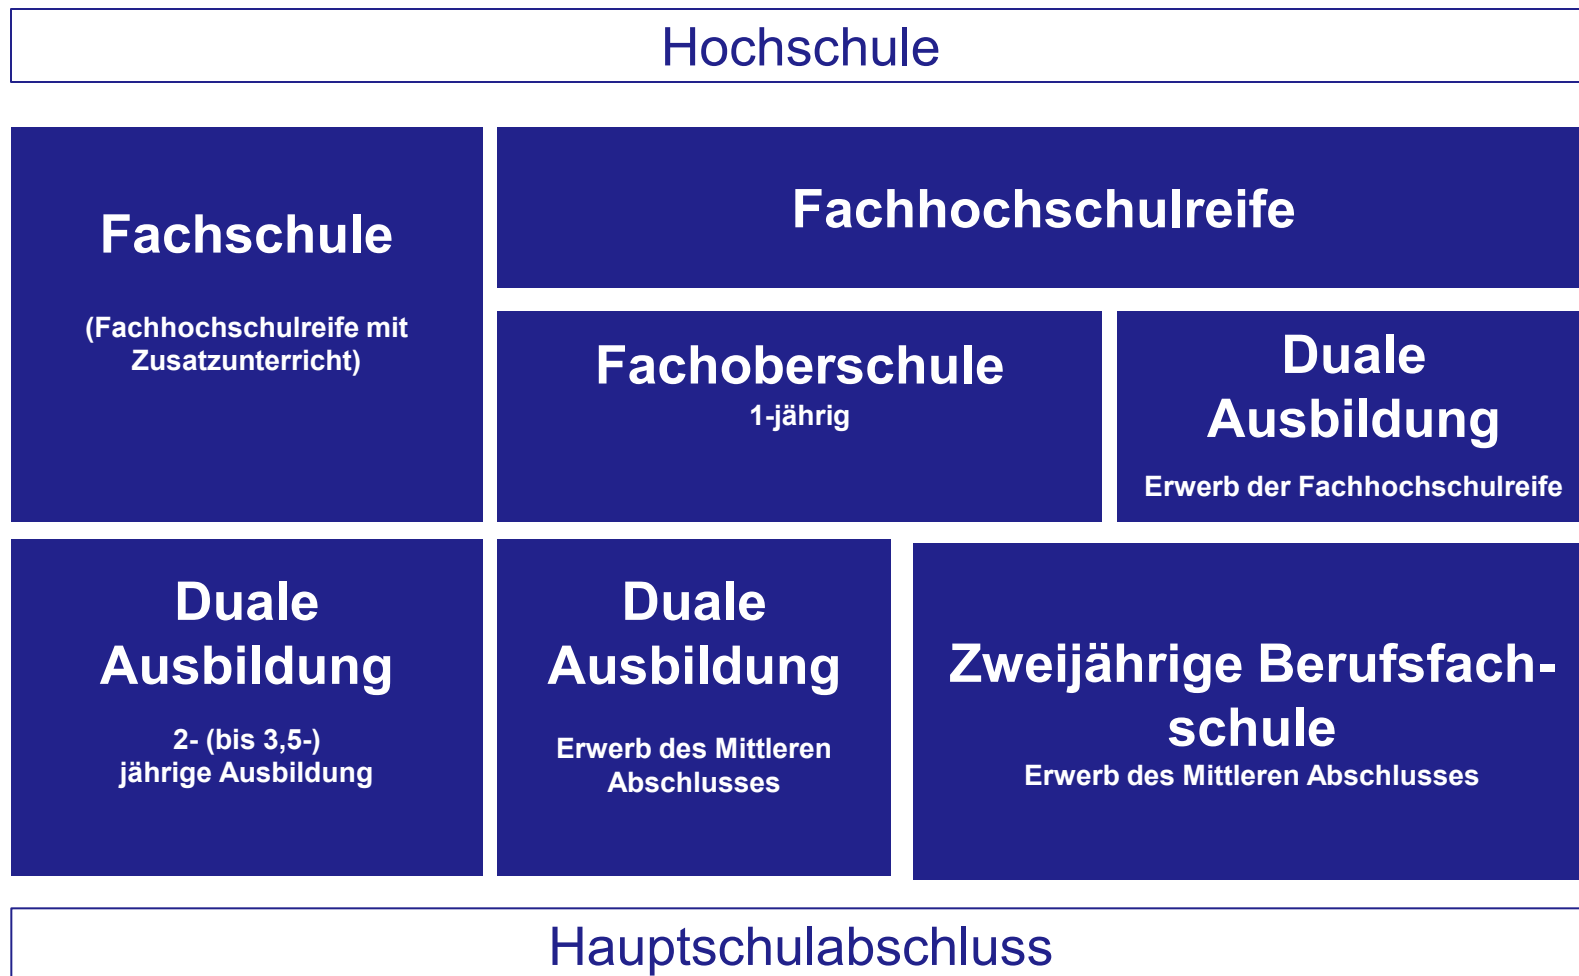 Hochschule
Fachschule
(Fachhochschulreife mit
Zusatzunterricht)
Fachhochschulreife
Fachoberschule
1-jährig
Duale
Ausbildung
Erwerb der Fachhochschulreife
Duale
Ausbildung
2- (bis 3,5-)
jährige Ausbildung
Duale
Ausbildung
Erwerb des Mittleren
Abschlusses
Zweijährige Berufsfach-
schule
Erwerb des Mittleren Abschlusses
Hauptschulabschluss